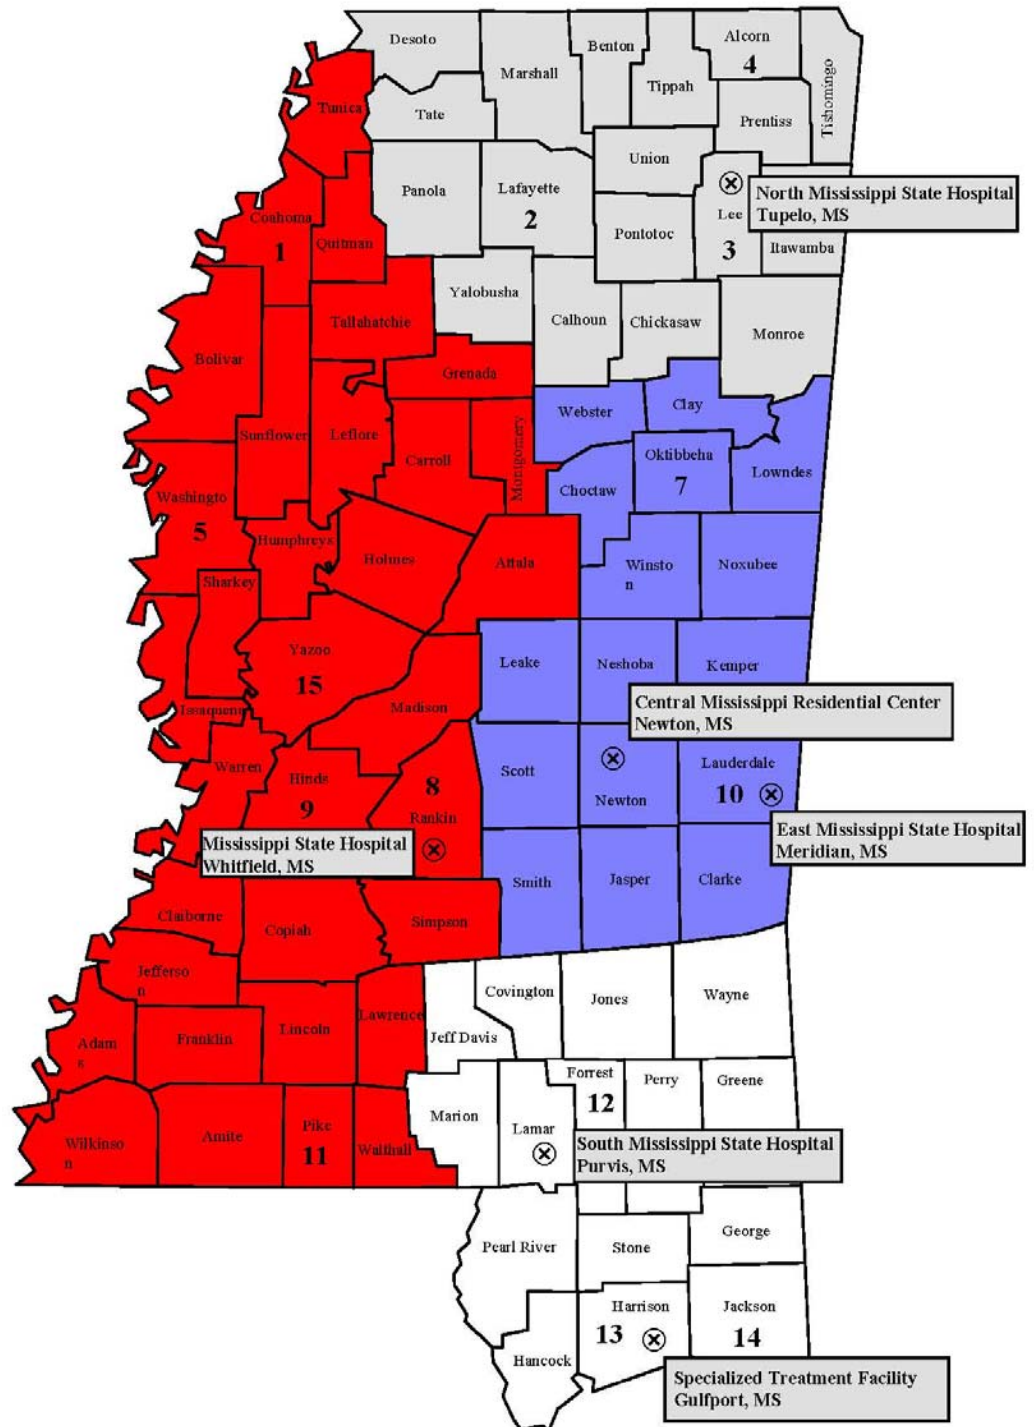 Desoto
Marshall
Benton
Tippah
Alcorn
4
Tishomingo
Tunica
Tate
Prentiss
Union
Panola
Lafayette
2
Pontotoc
Lee
3
Itawamba
North Mississippi State Hospital
Tupelo, MS
Coahoma
1
Quitman
Tallahatchie
Yalobusha
Calhoun
Chickasaw
Monroe
Bolivar
Grenada
Sunflower
Leflore
Carroll
Montgomery
Webster
Clay
Oktibbeha
7
Lowndes
Choctaw
Washingto
5
Humphreys
Holmes
Attala
Winsto
n
Noxubee
Sharkey
Yazoo
15
Leake
Neshoba
Kemper
Issaquena
Madison
Central Mississippi Residential Center
Newton, MS
Warren
Hinds
9
8
Rankin
Scott
Newton
Lauderdale
10
Mississippi State Hospital
Whitfield, MS
East Mississippi State Hospital
Meridian, MS
Smith
Jasper
Clarke
Claiborne
Copiah
Simpson
Jefferso
n
Covington
Jones
Wayne
Adam
s
Franklin
Lincoln
Lawrence
Jeff Davis
Marion
Lamar
Forrest
12
Perry
Greene
Wilkinso
n
Amite
Pike
11
Walthall
South Mississippi State Hospital
Purvis, MS
Pearl River
Stone
George
Hancock
Harrison
13
Jackson
14
Specialized Treatment Facility
Gulfport, MS